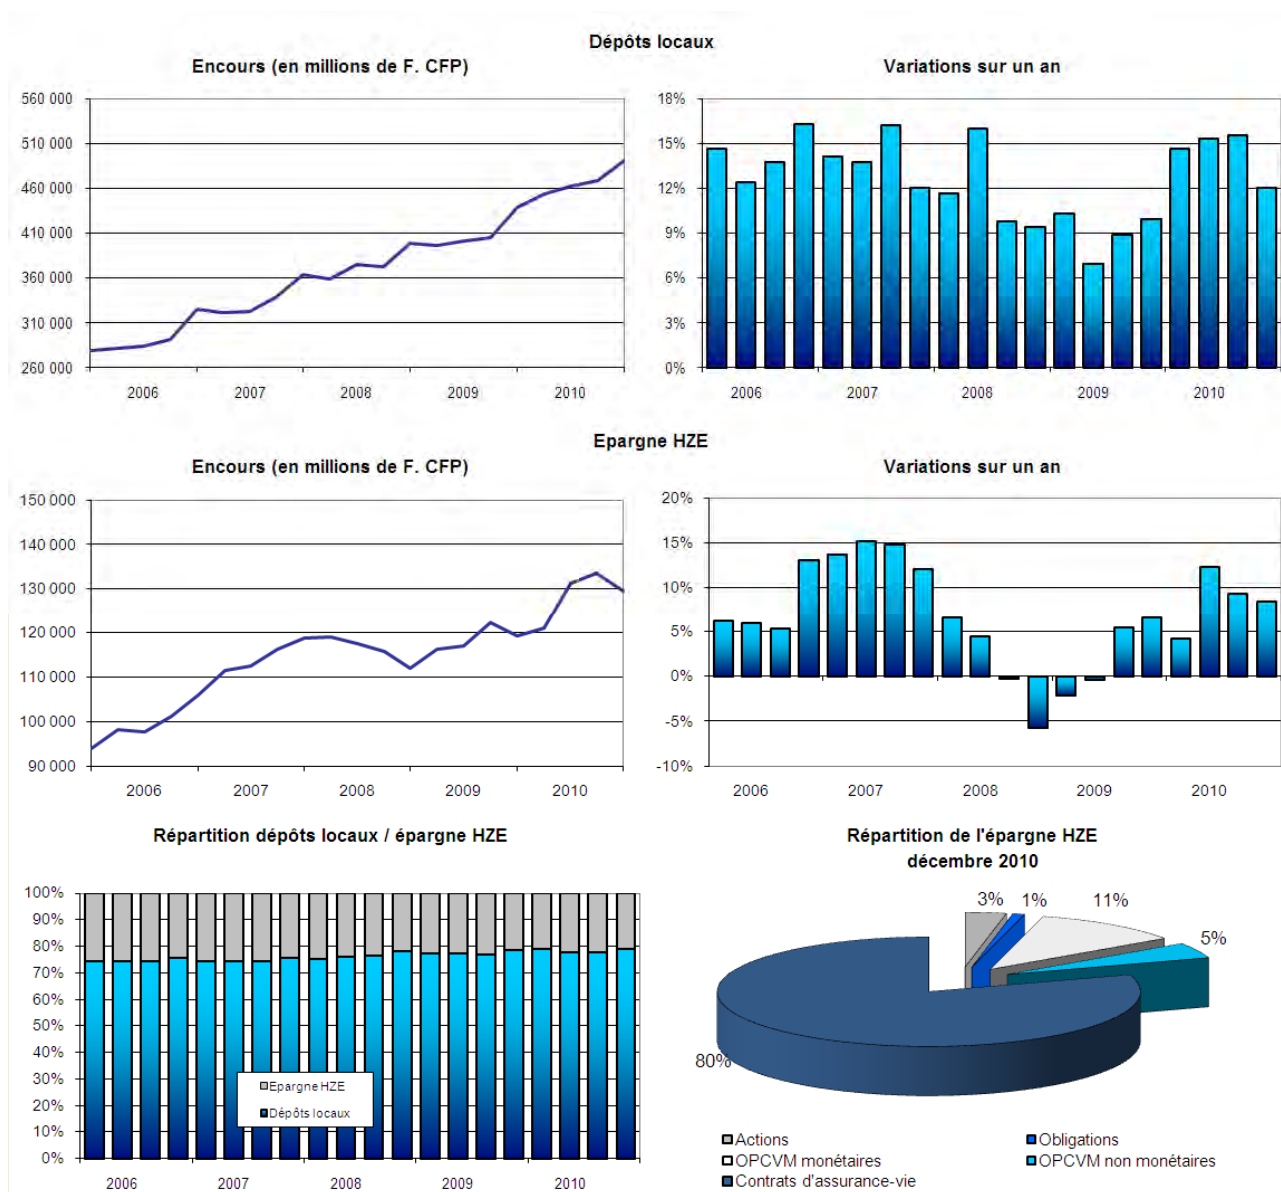 Dépôts locaux
Encours (en millions de F. CFP)
560 000
510 000
460 000
410 000
360 000
310 000
260 000
2006 2007 2008 2009 2010
Variations sur un an
18%
15%
12%
9%
6%
3%
0%
2006 2007 2008 2009 2010
Epargne HZE
Encours (en millions de F. CFP)
150 000
140 000
130 000
120 000
110 000
100 000
90 000
2006 2007 2008 2009 2010
Variations sur un an
20%
15%
10%
5%
0%
-5%
-10%
2006 2007 2008 2009 2010
Répartition dépôts locaux / épargne HZE
100%
90%
80%
70%
60%
50%
40%
30%
20%
10%
0%
Epargne HZE
Dépôts locaux
2006 2007 2008 2009 2010
Répartition de l'épargne HZE
décembre 2010
3% 1% 11%
5%
80%
Actions Obligations
OPCVM monétaires OPCVM non monétaires
Contrats d'assurance-vie